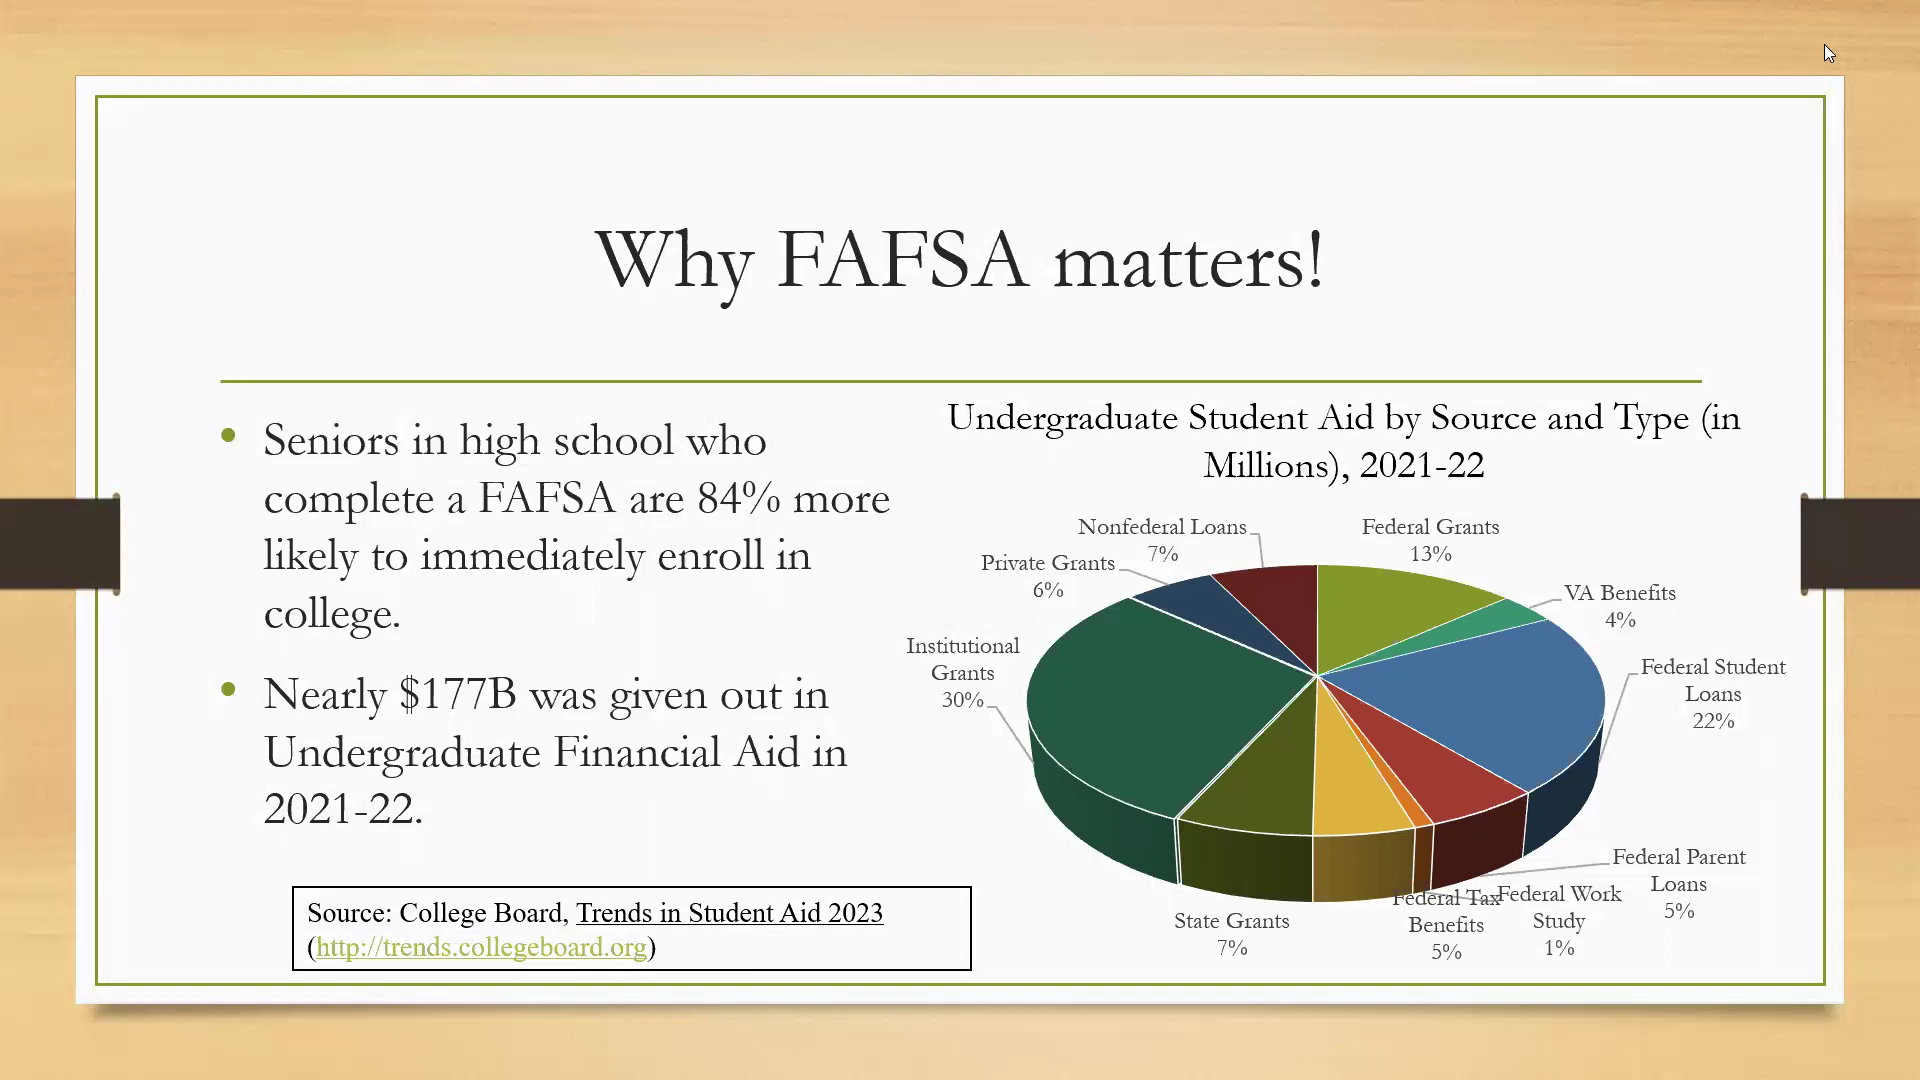 Why FAFSA matters!
Seniors in high school who
complete a FAFSA are 84% more
likely to immediately enroll in
college.
Nearly $177B was given out in
Undergraduate Financial Aid in
2021-22.
Source: College Board, Trends in Student Aid 2023
(http://trends.collegeboard.org)
Undergraduate Student Aid by Source and Type (in
Millions), 2021-22
Nonfederal Loans
7%
Federal Grants
13%
Private Grants
6%
VA Benefits
4%
Institutional
Grants
30%
Federal Student
Loans
22%
Federal Parent
Loans
5%
State Grants
7%
Federal Tax
Benefits
5%
Federal Work
Study
1%